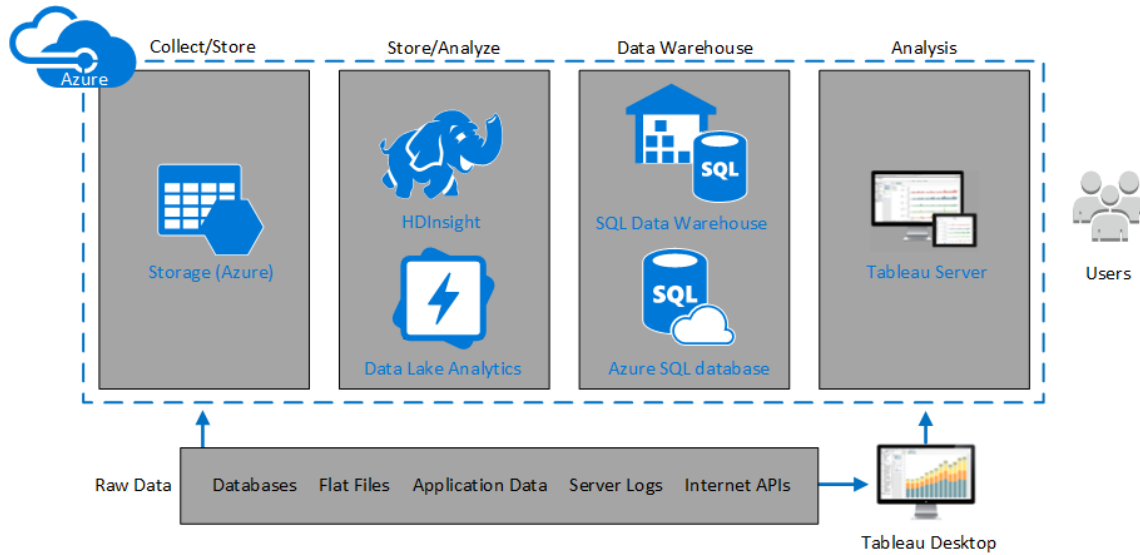 Collect/Store
Store/Analyze
Data Warehouse
Analysis
Azure
SQL
HDInsight
SQL Data Warehouse
Storage (Azure)
Tableau Server
Users
SQL
Data Lake Analytics
Azure SQL database
Raw Data
Databases
Flat Files
Application Data
Server Logs
Internet APIs
Tableau Desktop